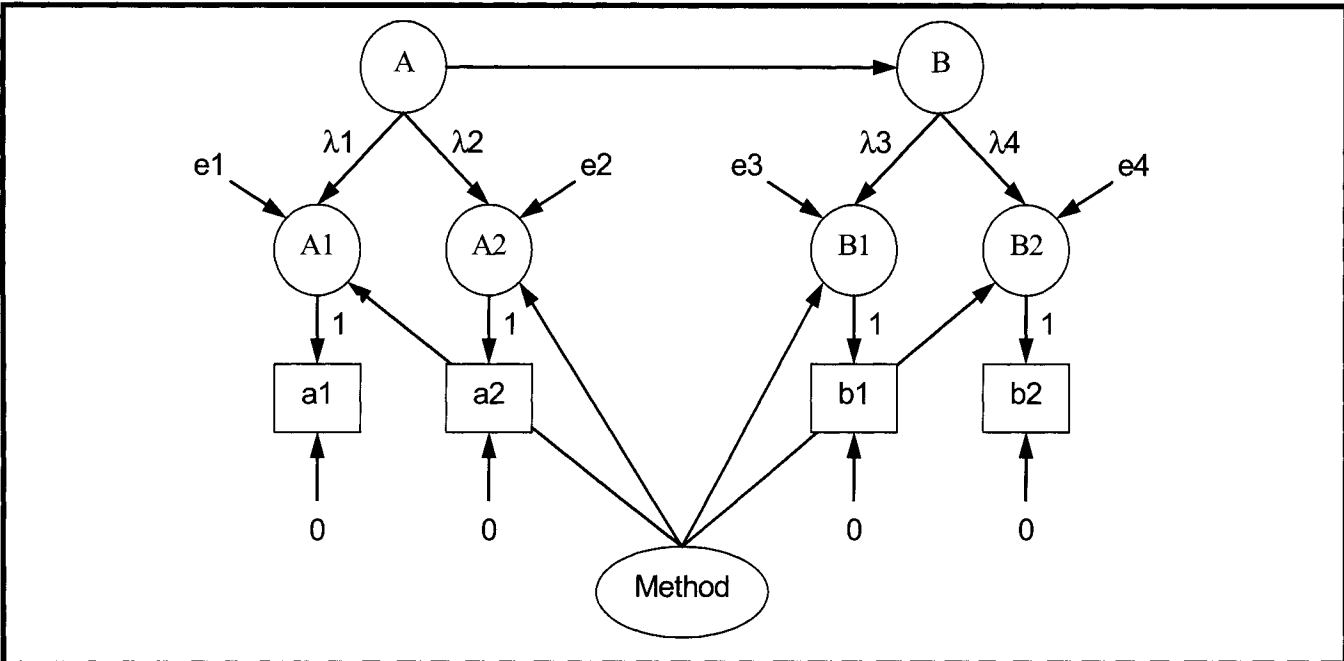 A B
λ1 λ2 λ3 λ4
e1 e2 e3 e4
A1 A2 B1 B2
1 1 1 1
a1 a2 b1 b2
0 0 0 0
Method